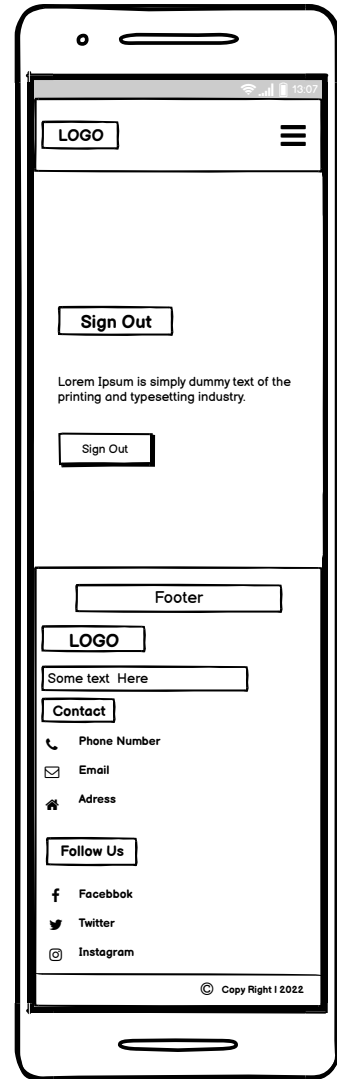 13:07
LOGO
Sign Out
Lorem Ipsum is simply dummy text of the
printing and typesetting industry.
Sign Out
Footer
LOGO
Some text Here
Contact
Phone Number
Email
Adress
Follow Us
Facebbok
Twitter
Instagram
© Copy Right I 2022